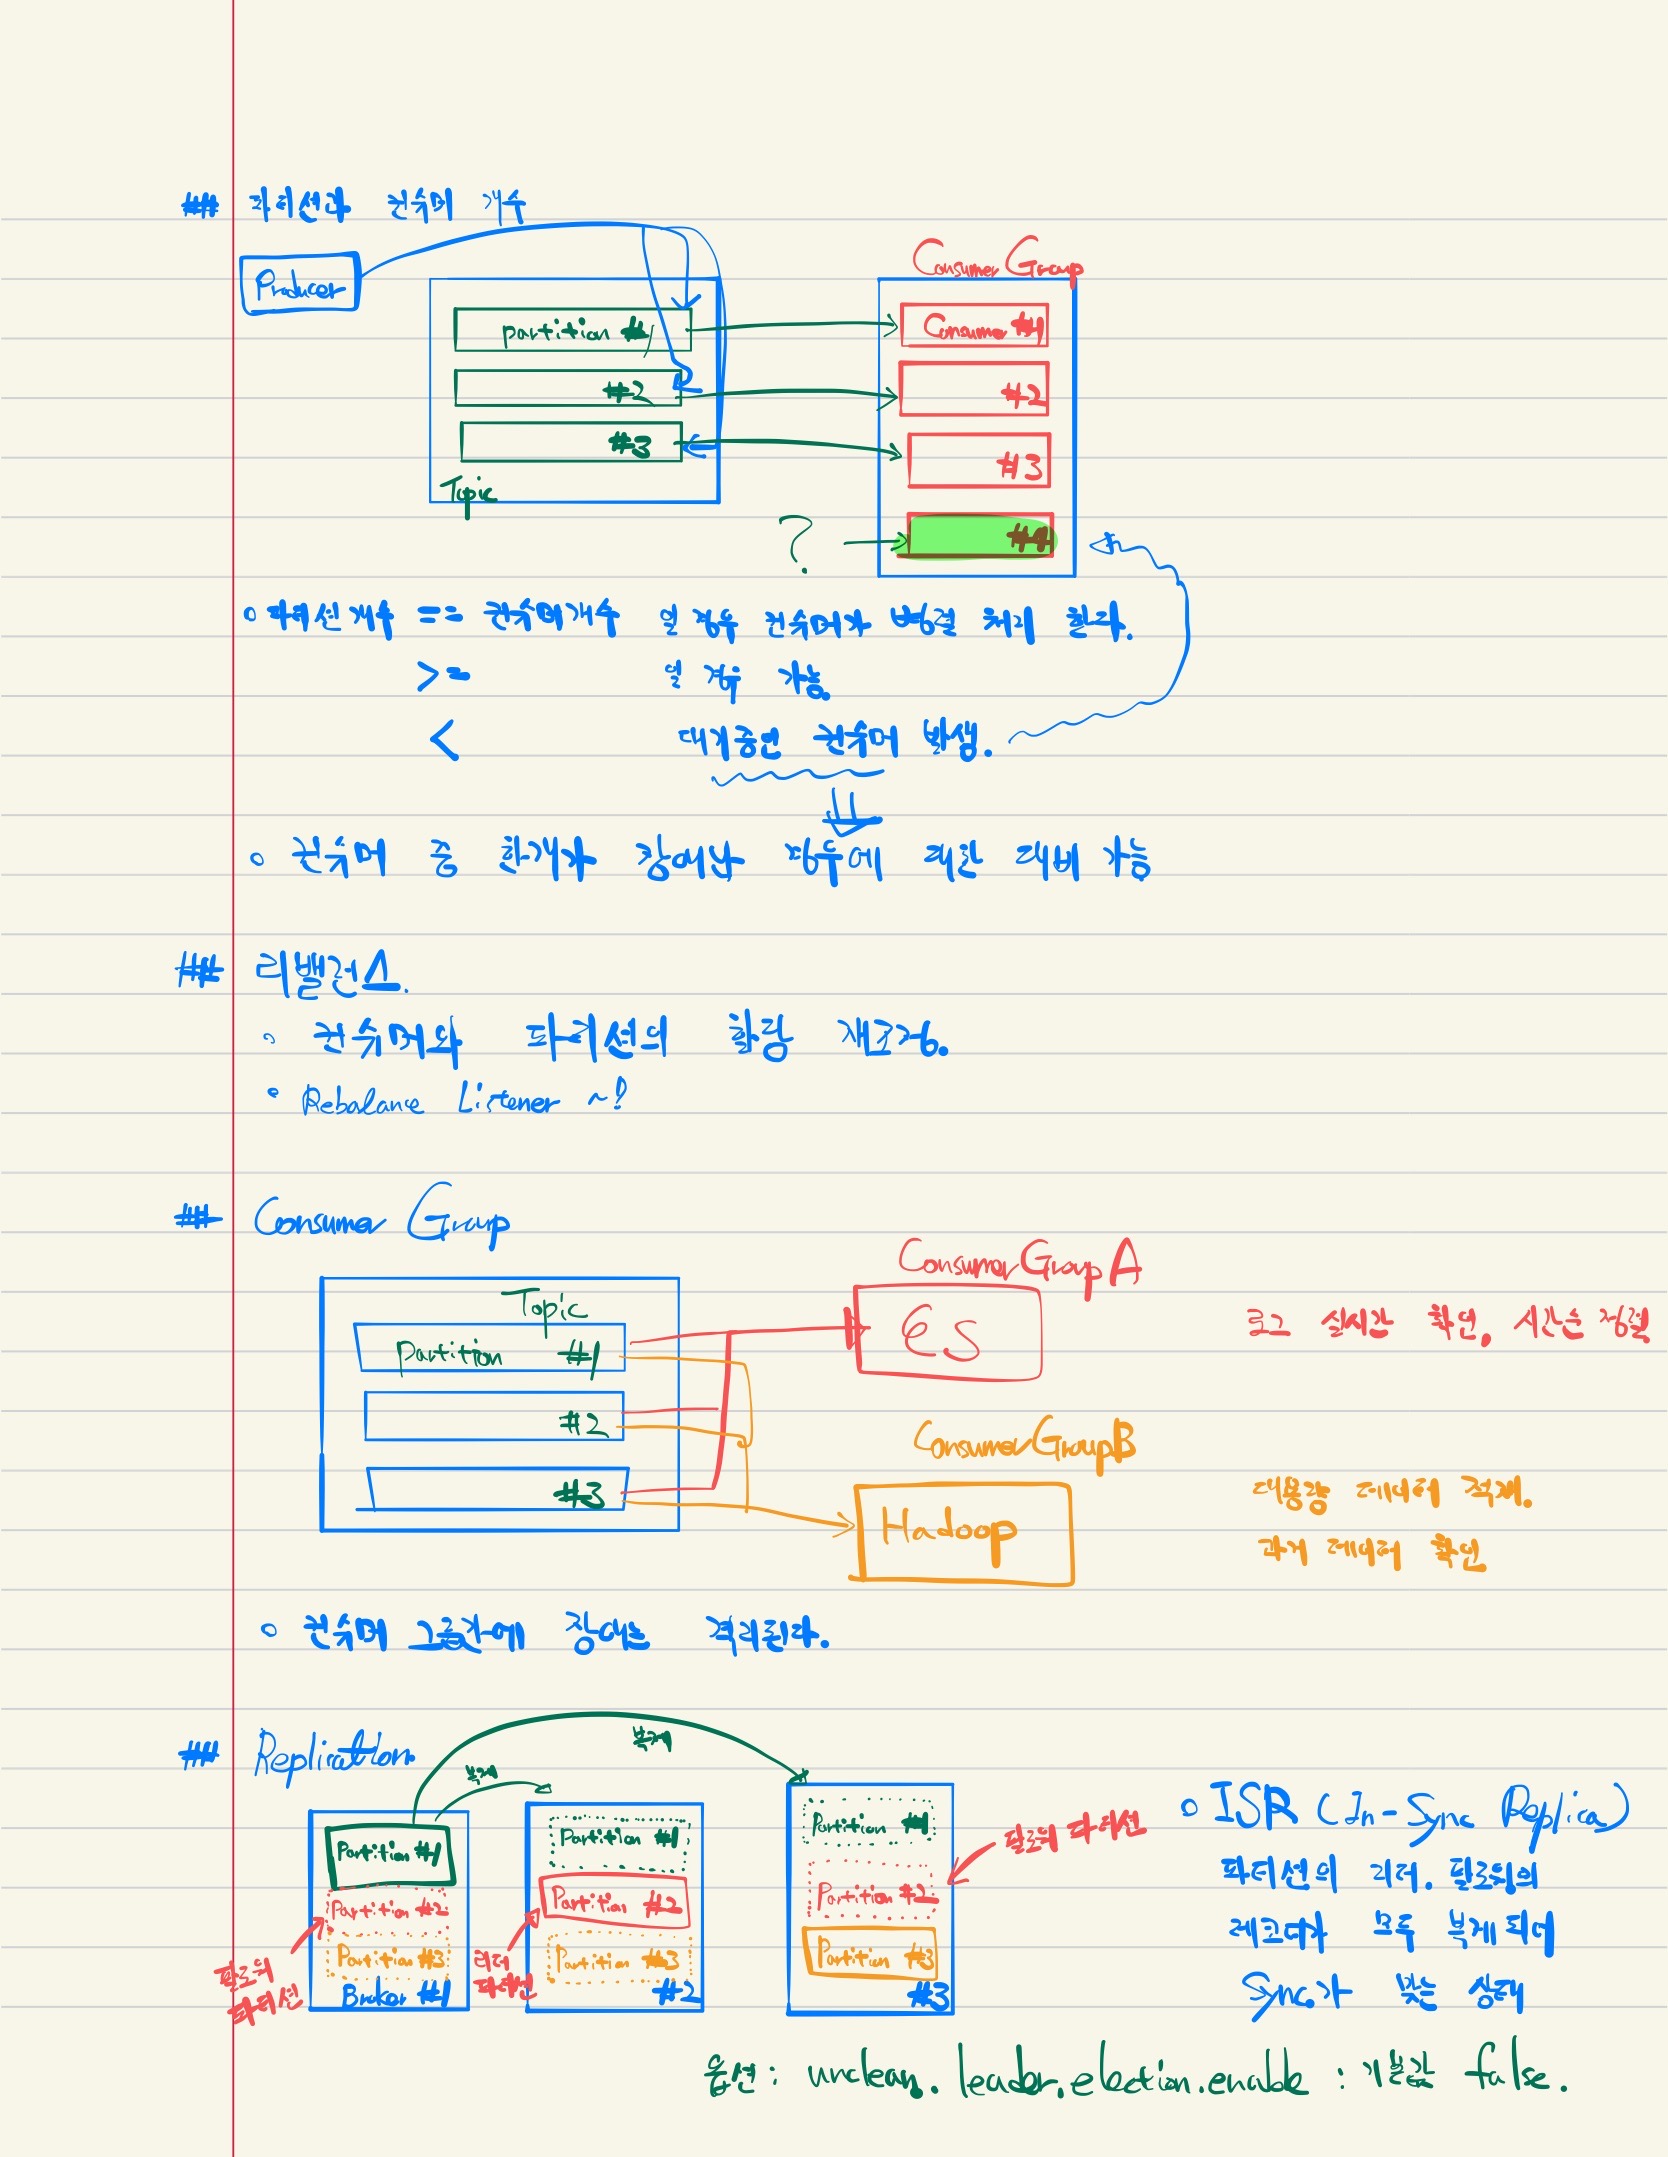 ## 파티션과 컨슈머 개수
Producer
Consumer Group
partition #1
Consumer #1
#2
#2
#3
#3
Topic
?
#4
◦ 파티션 개수 == 컨슈머 개수 일 경우 컨슈머가 병렬 처리 한다.
>= 일 경우 가능.
< 대기중인 컨슈머 발생.
◦ 컨슈머 중 한개가 장애난 경우에 대한 대비 가능
## 리밸런스.
◦ 컨슈머와 파티션의 할당 재조정.
◦ Rebalance Listener ~!
## Consumer Group
Consumer Group A
Topic
ES
로그 실시간 확인, 시간순 정렬
Partition #1
#2
Consumer Group B
#3
Hadoop
대용량 데이터 적재.
과거 데이터 확인
◦ 컨슈머 그룹간에 장애는 격리된다.
## Replication.
복제
복제
Partition #1
Partition #2
Partition #3
Broker #1
팔로워
파티션
Partition #1
Partition #2
Partition #3
#2
리더
파티션
Partition #1
Partition #2
Partition #3
#3
팔로워 파티션
◦ ISR (In-Sync Replica)
파티션의 리더. 팔로워의
레코더가 모두 복제되어
Sync.가 맞는 상태
옵션: unclean.leader.election.enable : 기본값 false.